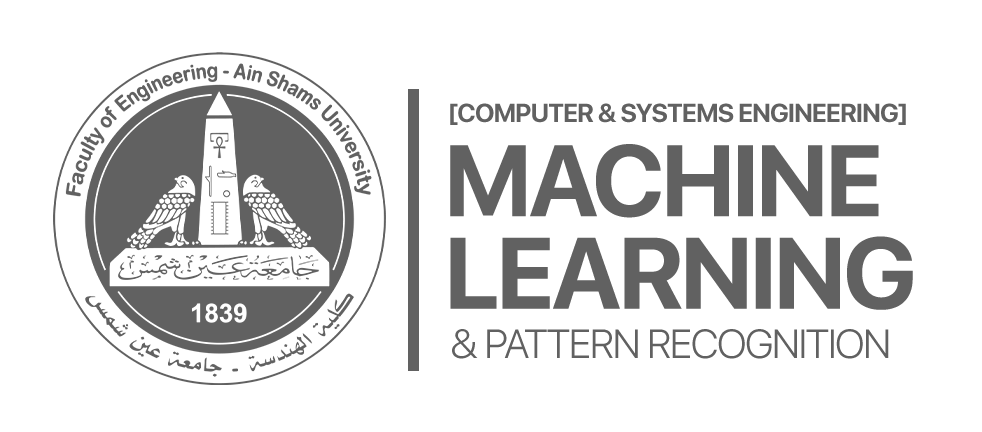 Faculty of Engineering - Ain Shams University
جامعة عين شمس
1839
كلية الهندسة - جامعة عين شمس
[COMPUTER & SYSTEMS ENGINEERING]
MACHINE
LEARNING
& PATTERN RECOGNITION